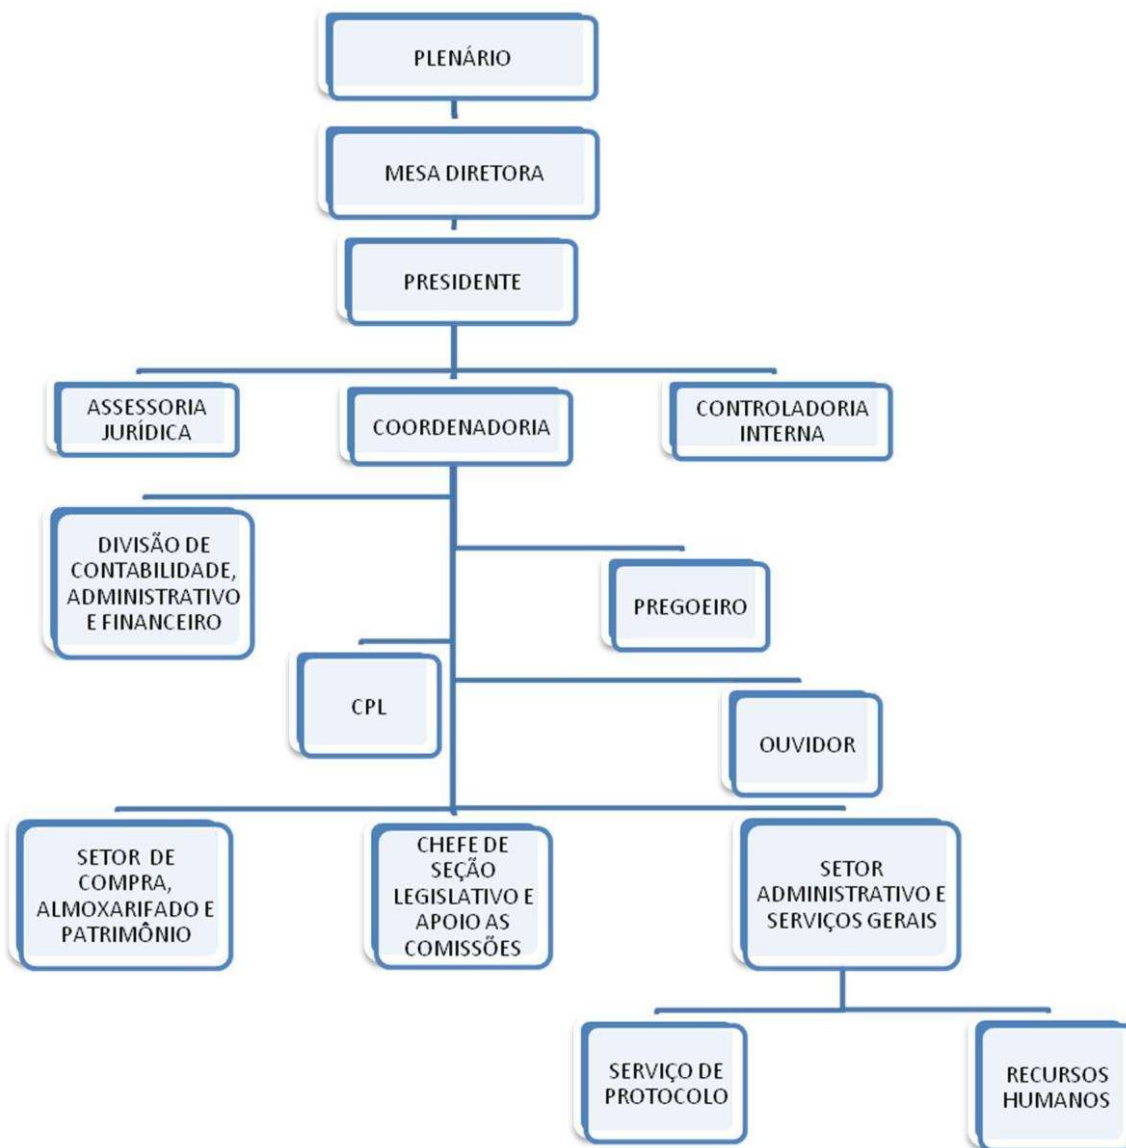 PLENÁRIO
MESA DIRETORA
PRESIDENTE
ASSESSORIA
JURÍDICA
COORDENADORIA
CONTROLADORIA
INTERNA
DIVISÃO DE
CONTABILIDADE,
ADMINISTRATIVO
E FINANCEIRO
PREGOEIRO
CPL
OUVIDOR
SETOR DE
COMPRA,
ALMOXARIFADO E
PATRIMÔNIO
CHEFE DE
SEÇÃO
LEGISLATIVO E
APOIO AS
COMISSÕES
SETOR
ADMINISTRATIVO E
SERVIÇOS GERAIS
SERVIÇO DE
PROTOCOLO
RECURSOS
HUMANOS